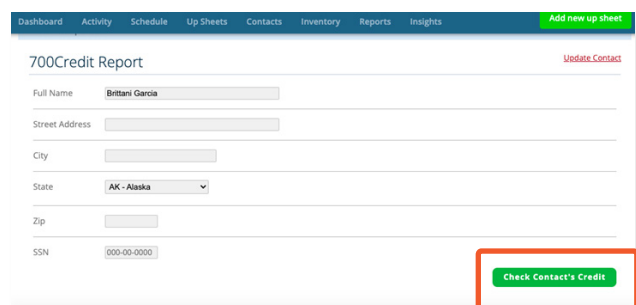 Dashboard Activity Schedule Up Sheets Contacts Inventory Reports Insights Add new up sheet
700Credit Report Update Contact
Full Name Brittani Garcia
Street Address
City
State AK - Alaska
Zip
SSN 000-00-0000
Check Contact's Credit